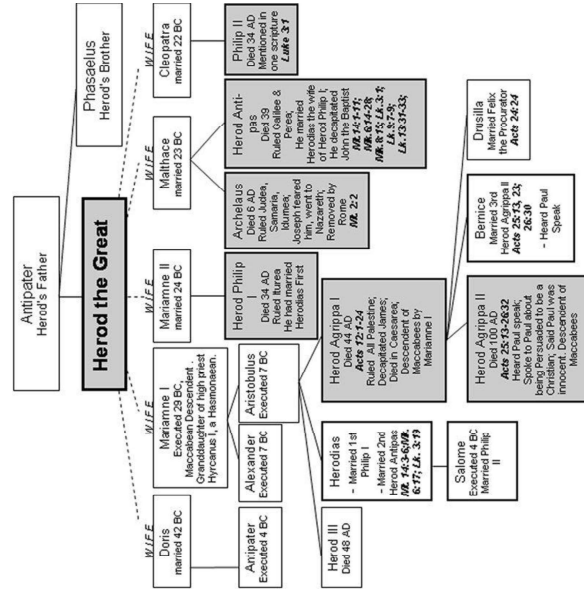 Antipater
Herod's Father
Phasaelus
Herod's Brother
Herod the Great
WIFE
Doris
married 42 BC
WIFE
Mariamne I
Executed 29 BC,
Maccabean Descendent .
Granddaughter of high priest
Hyrcanus I, a Hasmonaean.
WIFE
Mariamne II
married 24 BC
WIFE
Malthace
married 23 BC
WIFE
Cleopatra
married 22 BC
Anipater
Executed 4 BC
Alexander
Executed 7 BC
Aristobulus
Executed 7 BC
Herod Philip
I
Died 34 AD
Ruled Iturea
He had married
Herodias First
Archelaus
Died 6 AD
Ruled Judea,
Samaria,
Idumea;
Joseph feared
him, went to
Nazareth;
Removed by
Rome
Mt. 2:2
Herod Anti-
pas
Died 39
Ruled Galilee &
Perea;
He married
Herodias the wife
of Herod Philip I;
He decapitated
John the Baptist
Mt. 14:1-11;
Mk. 6:14-28;
Mk. 8:15; Lk. 3:1;
Lk. 9:7-9;
Lk. 13:31-33;
Philip II
Died 34 AD
Mentioned in
one scripture
Luke 3:1
Herod III
Died 48 AD
Herodias
- Married 1st
Philip I
- Married 2nd
Herod Antipas
Mt. 14:3-6; Mk.
6:17; Lk. 3:19
Herod Agrippa I
Died 44 AD
Acts 12:1-24
Ruled All Palestine;
Decapitated James;
Died in Caesarea;
Descendent of
Maccabees by
Mariamne I
Salome
Executed 4 BC
Married Philip
II
Herod Agrippa II
Died 100 AD
Acts 25:13-26:32
Heard Paul speak;
Spoke to Paul about
being Persuaded to be a
Christian; Said Paul was
innocent. Descendent of
Maccabees
Bernice
Married 3rd
Herod Agrippa II
Acts 25:13, 23;
26:30
- Heard Paul
Speak
Drusilla
Married Felix
the Procurator
Acts 24:24